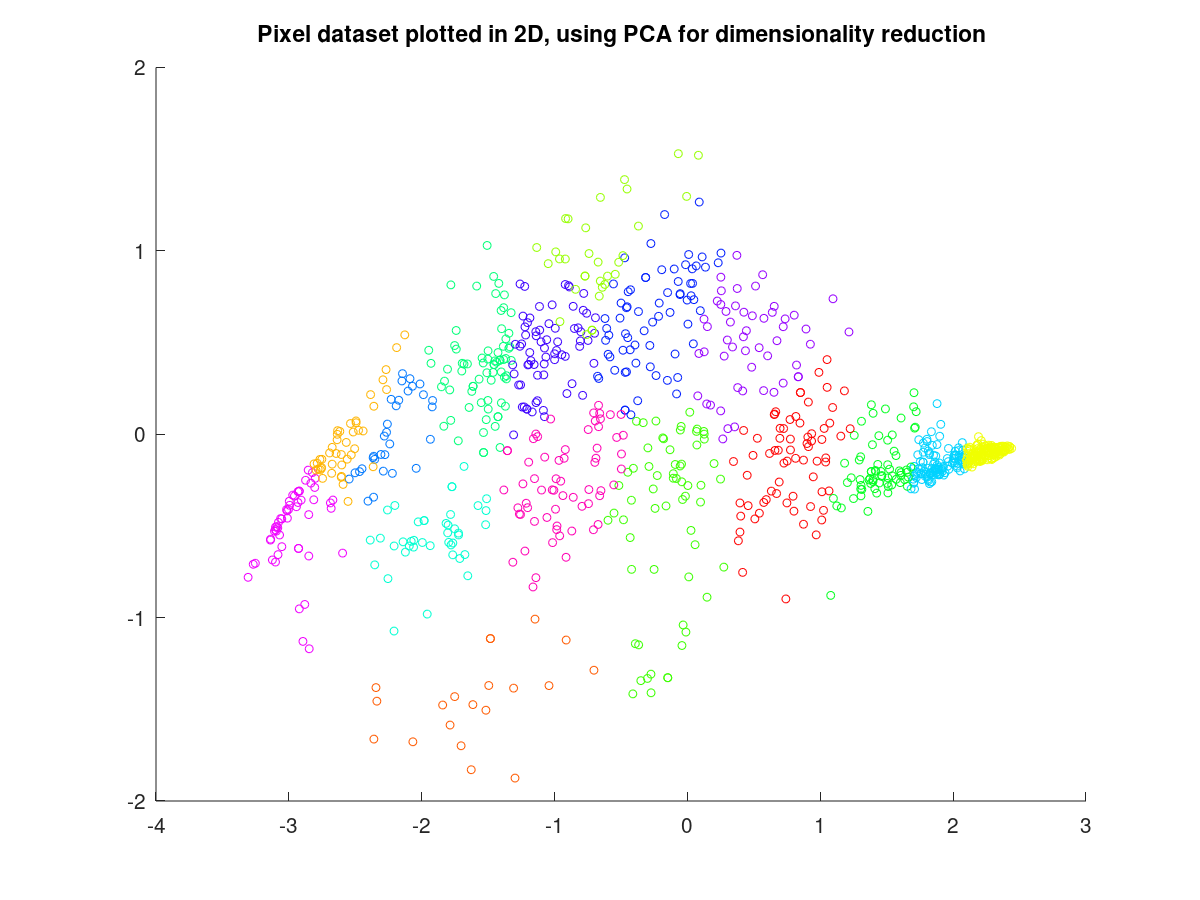 Pixel dataset plotted in 2D, using PCA for dimensionality reduction
2
1
0
-1
-2
-4 -3 -2 -1 0 1 2 3